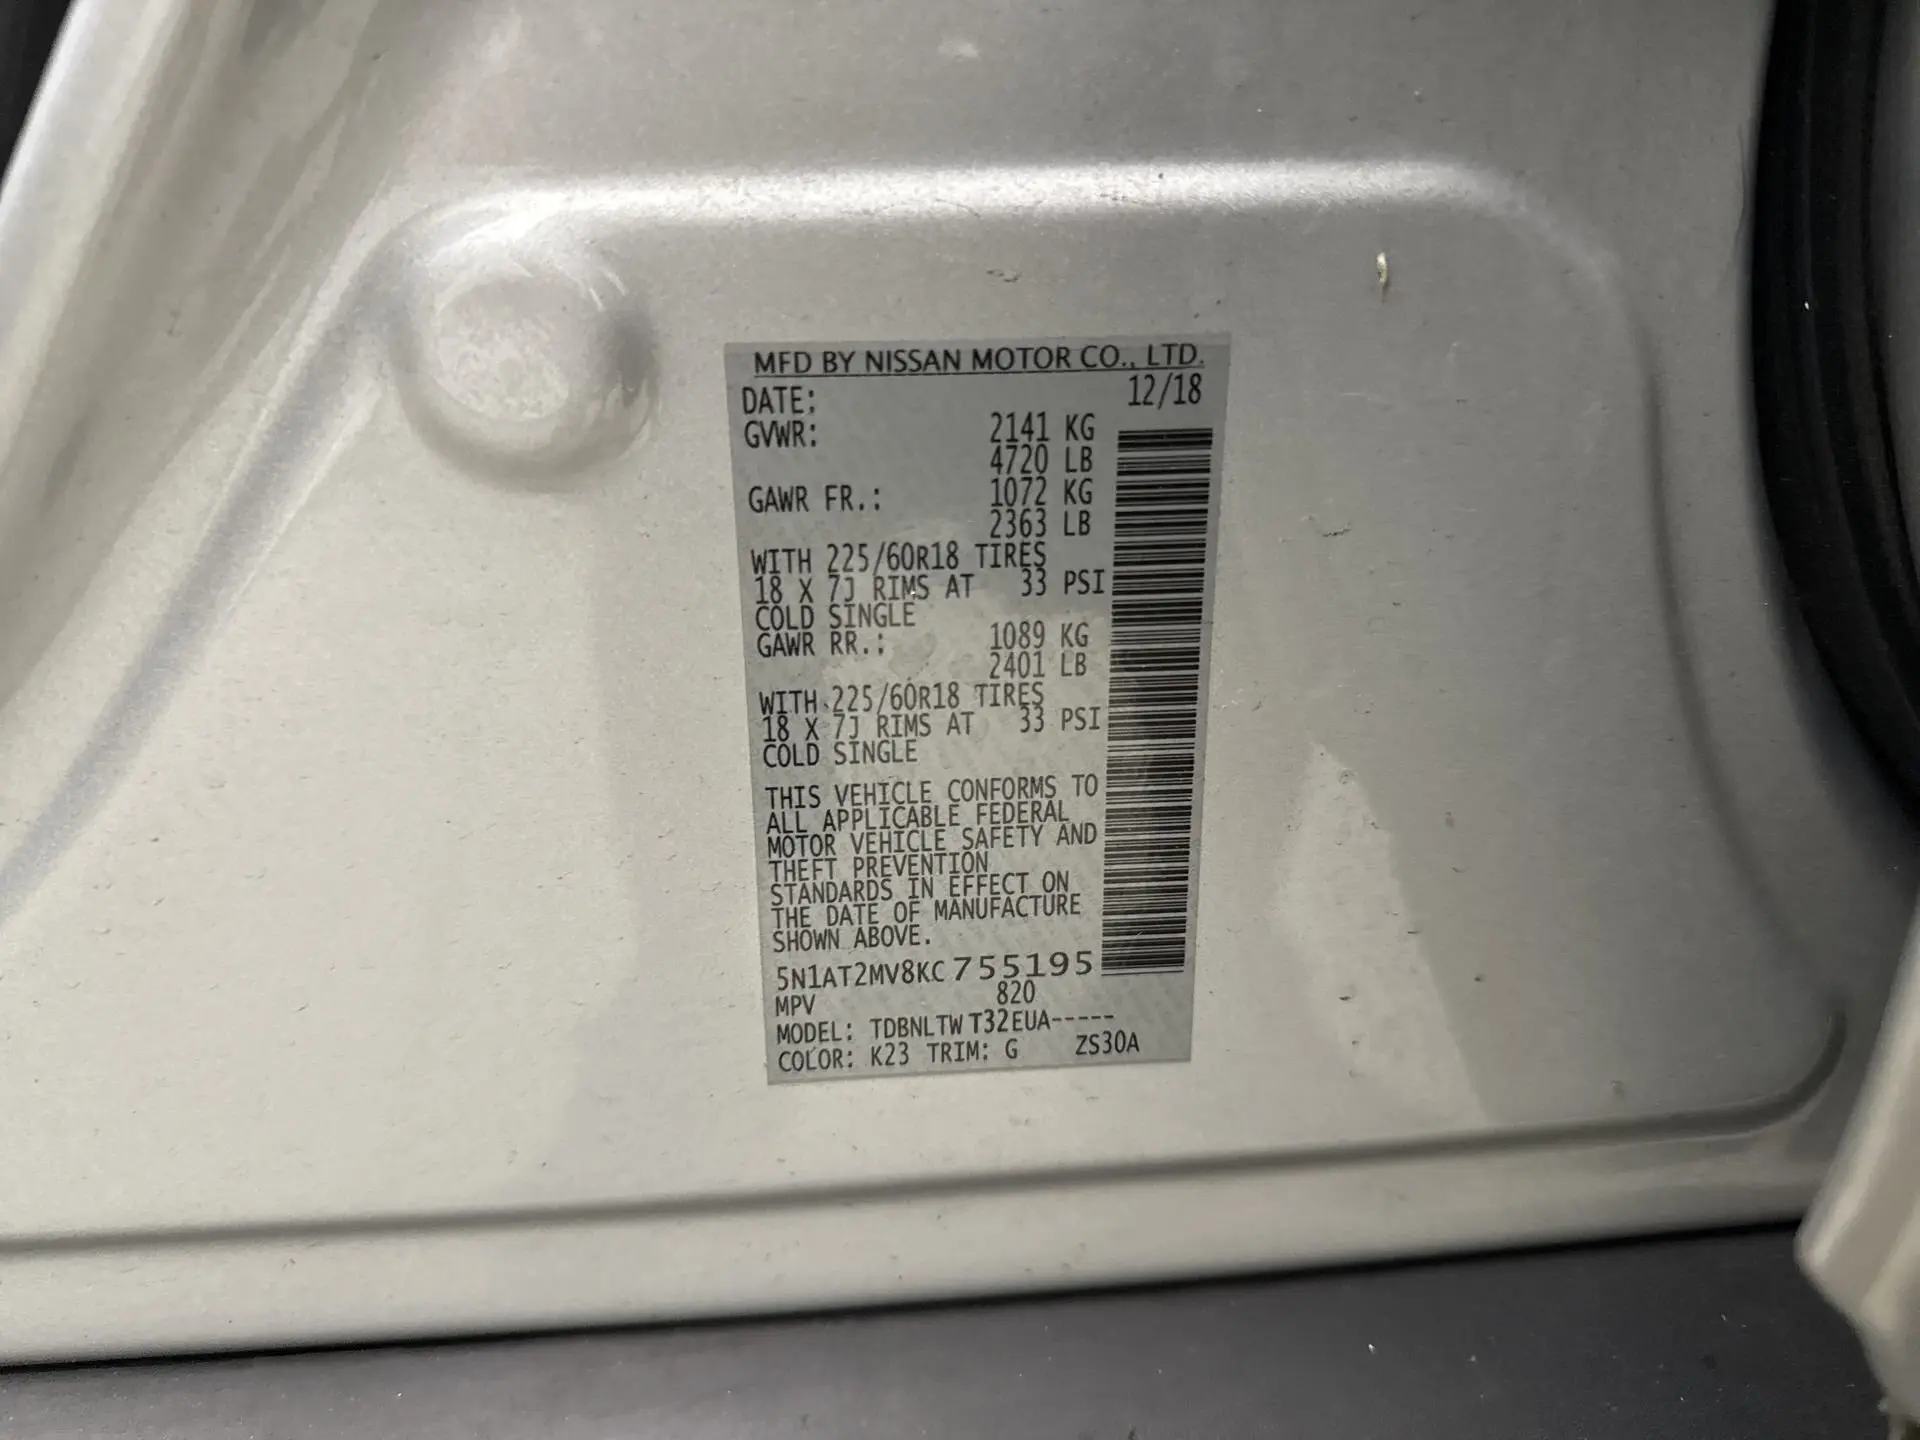 MFD BY NISSAN MOTOR CO., LTD.
DATE: 12/18
GVWR: 2141 KG
4720 LB
GAWR FR.: 1072 KG
2363 LB
WITH 225/60R18 TIRES
18 X 7J RIMS AT 33 PSI
COLD SINGLE
GAWR RR.: 1089 KG
2401 LB
WITH 225/60R18 TIRES
18 X 7J RIMS AT 33 PSI
COLD SINGLE
THIS VEHICLE CONFORMS TO
ALL APPLICABLE FEDERAL
MOTOR VEHICLE SAFETY AND
THEFT PREVENTION
STANDARDS IN EFFECT ON
THE DATE OF MANUFACTURE
SHOWN ABOVE.
5N1AT2MV8KC755195
MPV 820
MODEL: TDBNLTW T32EUA-----
COLOR: K23 TRIM: G ZS30A